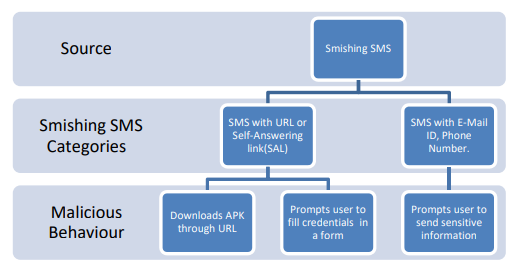 Source
Smishing SMS
Smishing SMS
Categories
SMS with URL or
Self-Answering
link(SAL)
SMS with E-Mail
ID, Phone
Number.
Malicious
Behaviour
Downloads APK
through URL
Prompts user to
fill credentials in
a form
Prompts user to
send sensitive
information